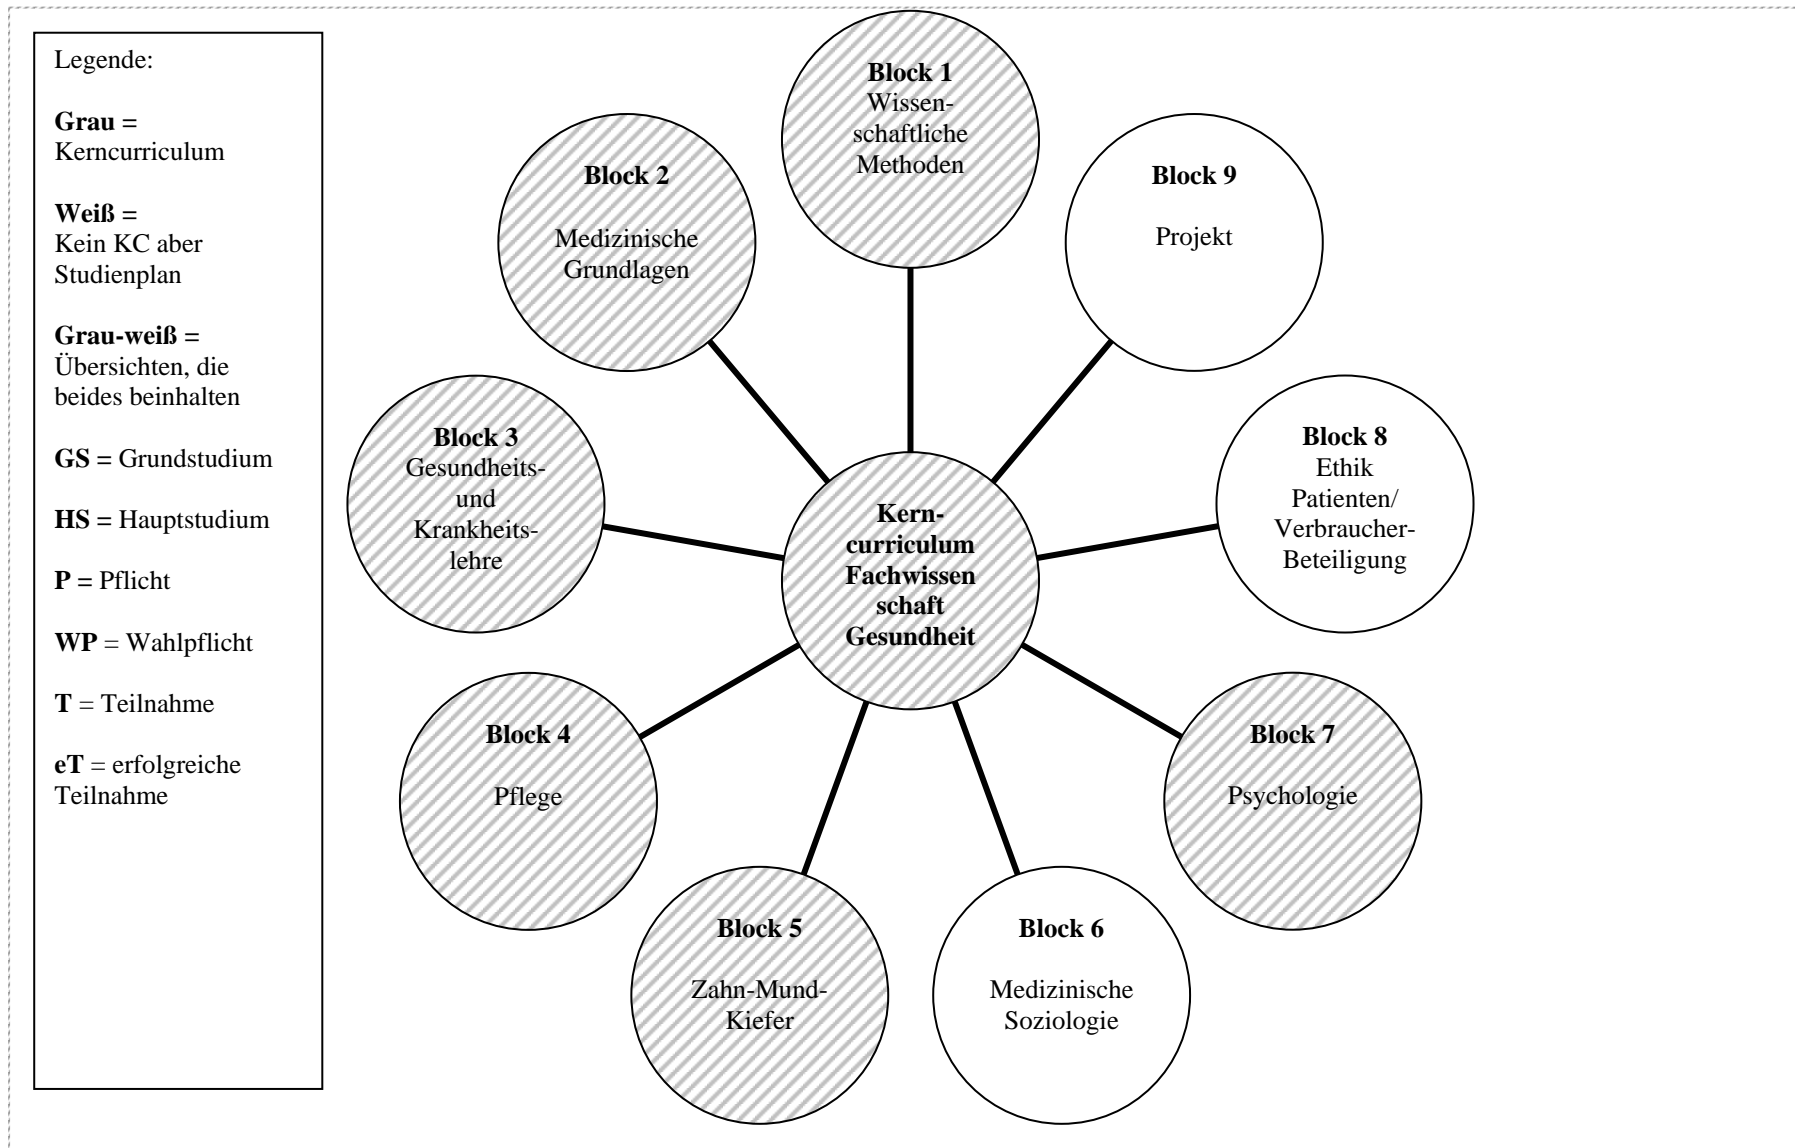 Legende:
Grau =
Kerncurriculum
Weiß =
Kein KC aber
Studienplan
Grau-weiß =
Übersichten, die
beides beinhalten
GS = Grundstudium
HS = Hauptstudium
P = Pflicht
WP = Wahlpflicht
T = Teilnahme
eT = erfolgreiche
Teilnahme
Block 1
Wissen-
schaftliche
Methoden
Block 2
Medizinische
Grundlagen
Block 3
Gesundheits-
und
Krankheits-
lehre
Block 4
Pflege
Block 5
Zahn-Mund-
Kiefer
Block 6
Medizinische
Soziologie
Block 7
Psychologie
Block 8
Ethik
Patienten/
Verbraucher-
Beteiligung
Block 9
Projekt
Kern-
curriculum
Fachwissen
schaft
Gesundheit